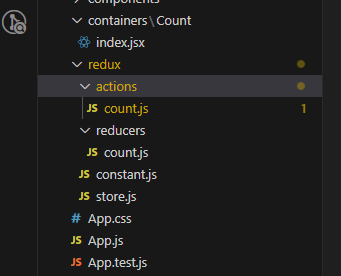 components
containers\Count
index.jsx
redux
actions
JS count.js 1
reducers
JS count.js
JS constant.js
JS store.js
# App.css
JS App.js
JS App.test.js